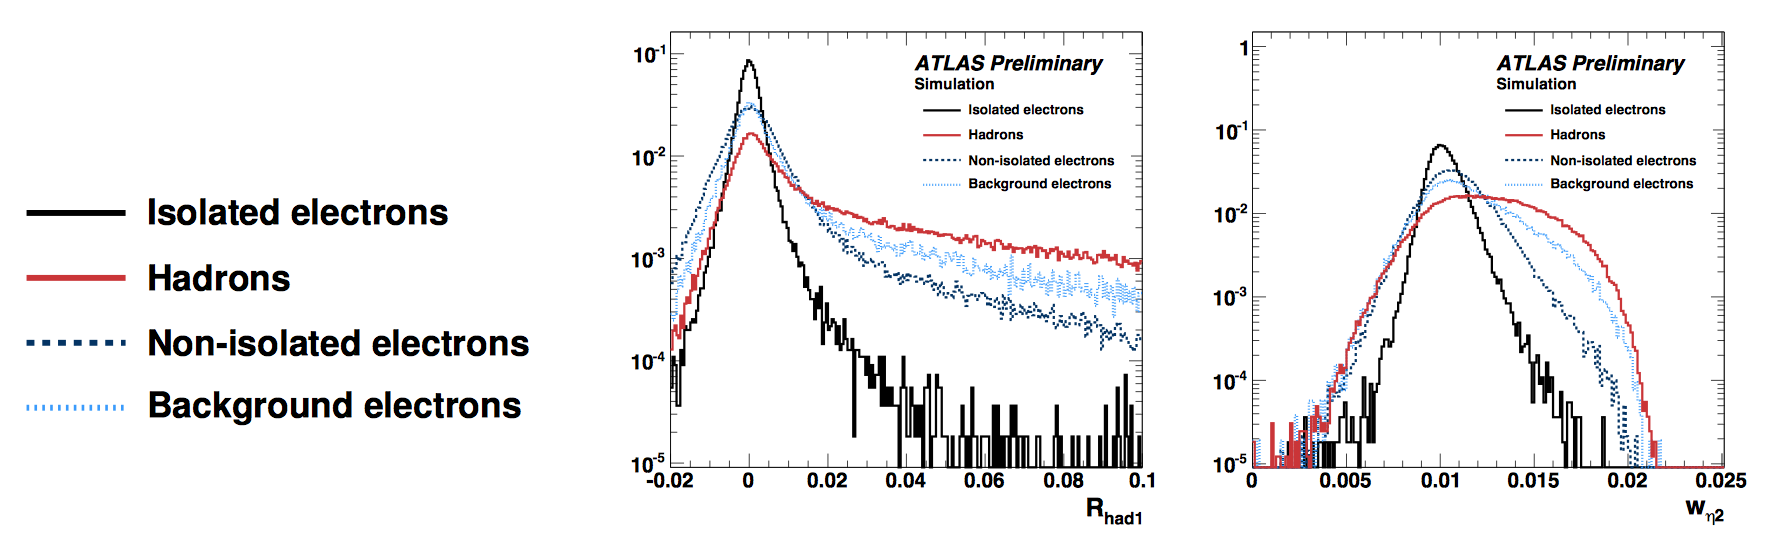 Isolated electrons
Hadrons
Non-isolated electrons
Background electrons
10⁻¹
10⁻²
10⁻³
10⁻⁴
10⁻⁵
ATLAS Preliminary
Simulation
Isolated electrons
Hadrons
Non-isolated electrons
Background electrons
-0.02 0 0.02 0.04 0.06 0.08 0.1
R_had1
1
10⁻¹
10⁻²
10⁻³
10⁻⁴
10⁻⁵
ATLAS Preliminary
Simulation
Isolated electrons
Hadrons
Non-isolated electrons
Background electrons
0 0.005 0.01 0.015 0.02 0.025
w_η2